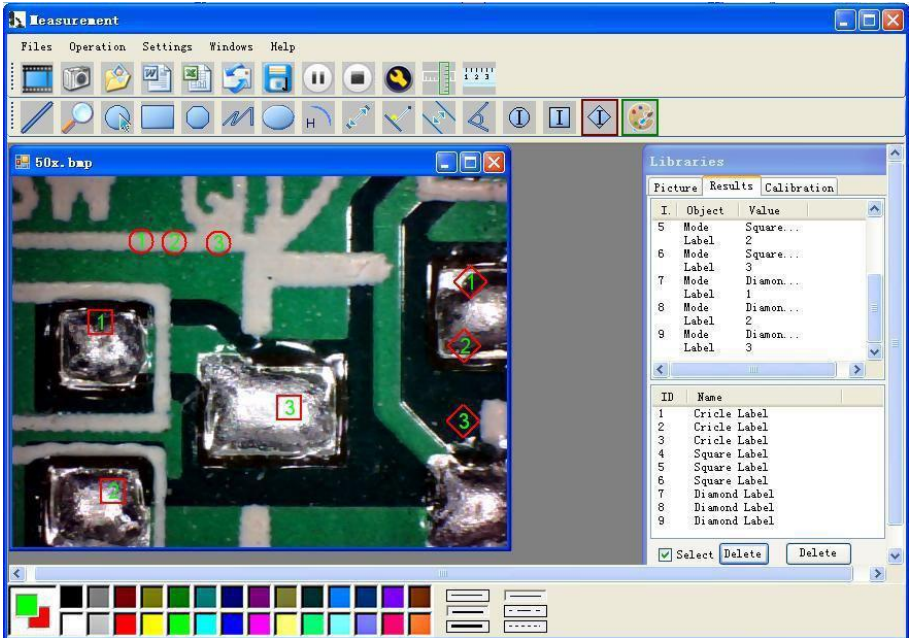 Measurement
Files Operation Settings Windows Help
1 2 3
H
I I I
50x.bmp
SW
1 2 3
1
1
2
3
3
2
Libraries
Picture Results Calibration
I. Object Value
5 Mode Square...
Label 2
6 Mode Square...
Label 3
7 Mode Diamon...
Label 1
8 Mode Diamon...
Label 2
9 Mode Diamon...
Label 3
ID Name
1 Cricle Label
2 Cricle Label
3 Cricle Label
4 Square Label
5 Square Label
6 Square Label
7 Diamond Label
8 Diamond Label
9 Diamond Label
Select Delete Delete